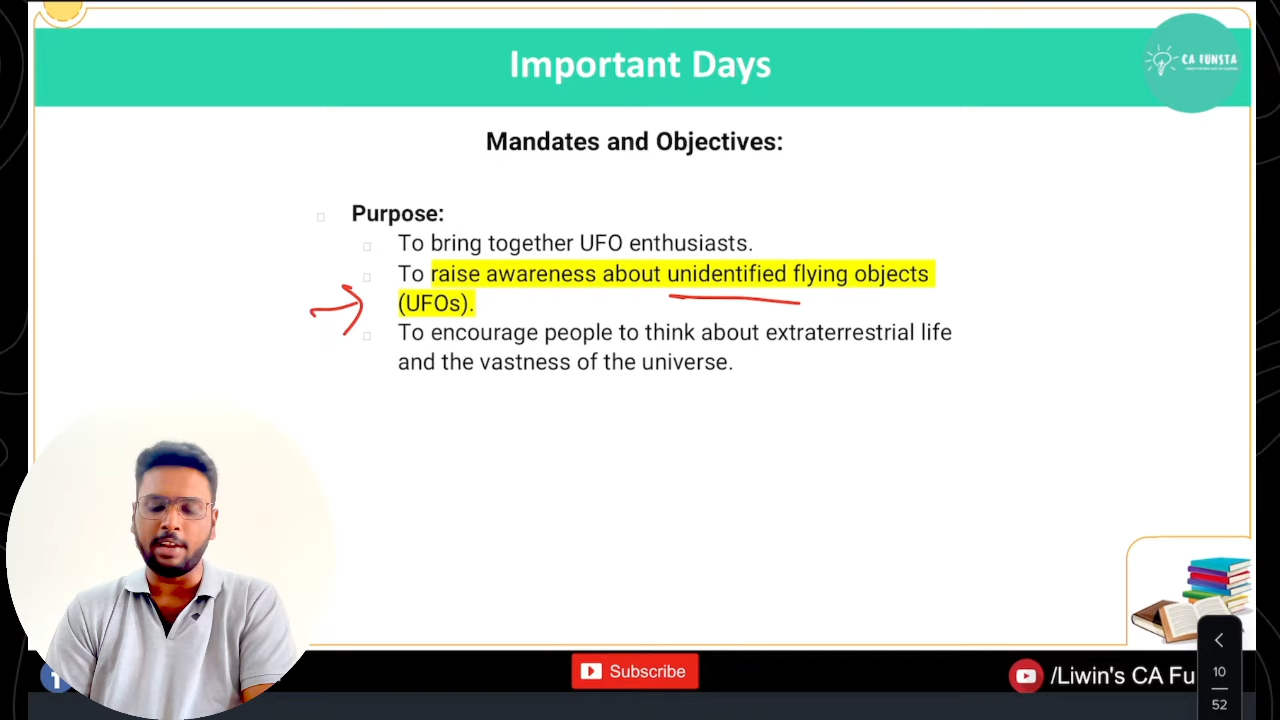 Important Days
CA FUNSTA
Mandates and Objectives:
Purpose:
To bring together UFO enthusiasts.
To raise awareness about unidentified flying objects
(UFOs).
To encourage people to think about extraterrestrial life
and the vastness of the universe.
Subscribe
/Liwin's CA Fu
10
52